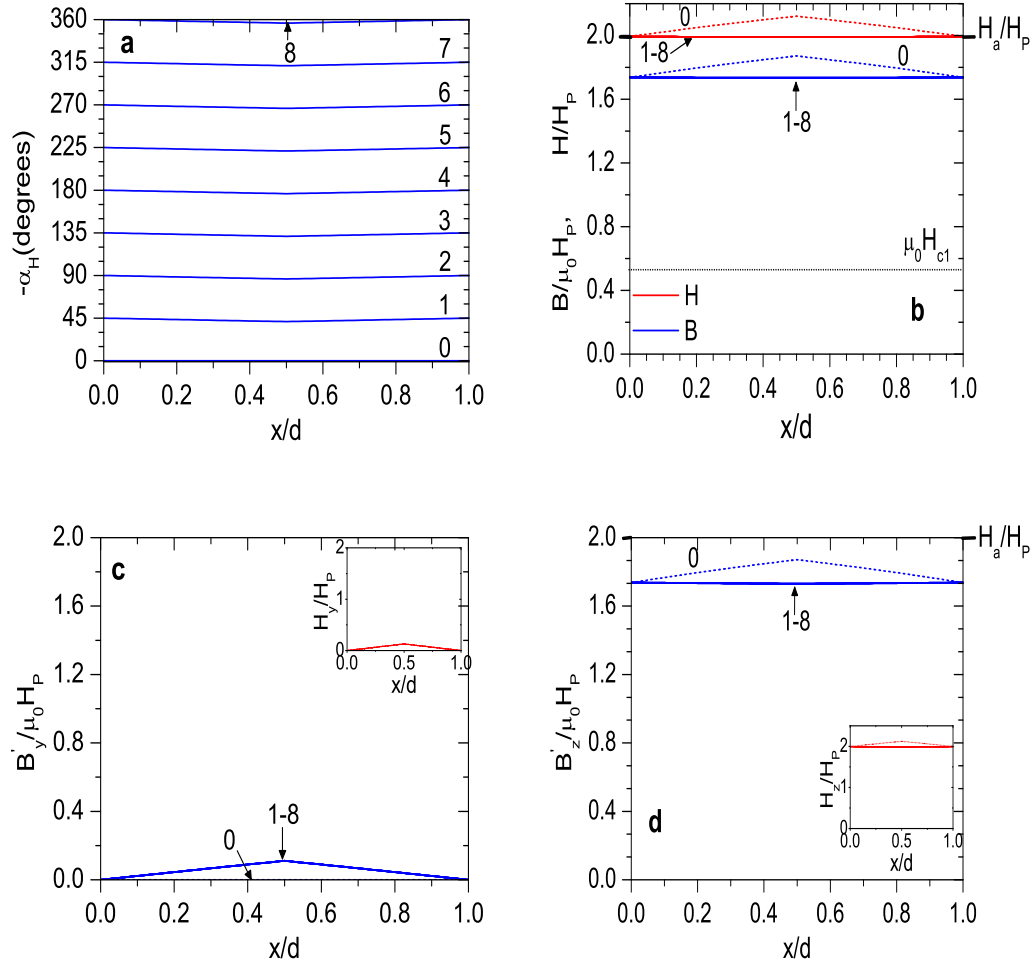 a
-α_H(degrees)
360
315
270
225
180
135
90
45
0
8
7
6
5
4
3
2
1
0
0.0 0.2 0.4 0.6 0.8 1.0
x/d
b
B/μ₀H_P, H/H_P
2.0
1.6
1.2
0.8
0.4
0.0
0
H_a/H_P
1-8
0
1-8
μ₀H_c1
H
B
0.0 0.2 0.4 0.6 0.8 1.0
x/d
c
B'_y/μ₀H_P
2.0
1.6
1.2
0.8
0.4
0.0
H_y/H_P
2
1
0
0.0 0.5 1.0
x/d
0
1-8
0.0 0.2 0.4 0.6 0.8 1.0
x/d
d
B'_z/μ₀H_P
2.0
1.6
1.2
0.8
0.4
0.0
H_a/H_P
0
1-8
H_z/H_P
2
1
0
0.0 0.5 1.0
x/d
0.0 0.2 0.4 0.6 0.8 1.0
x/d